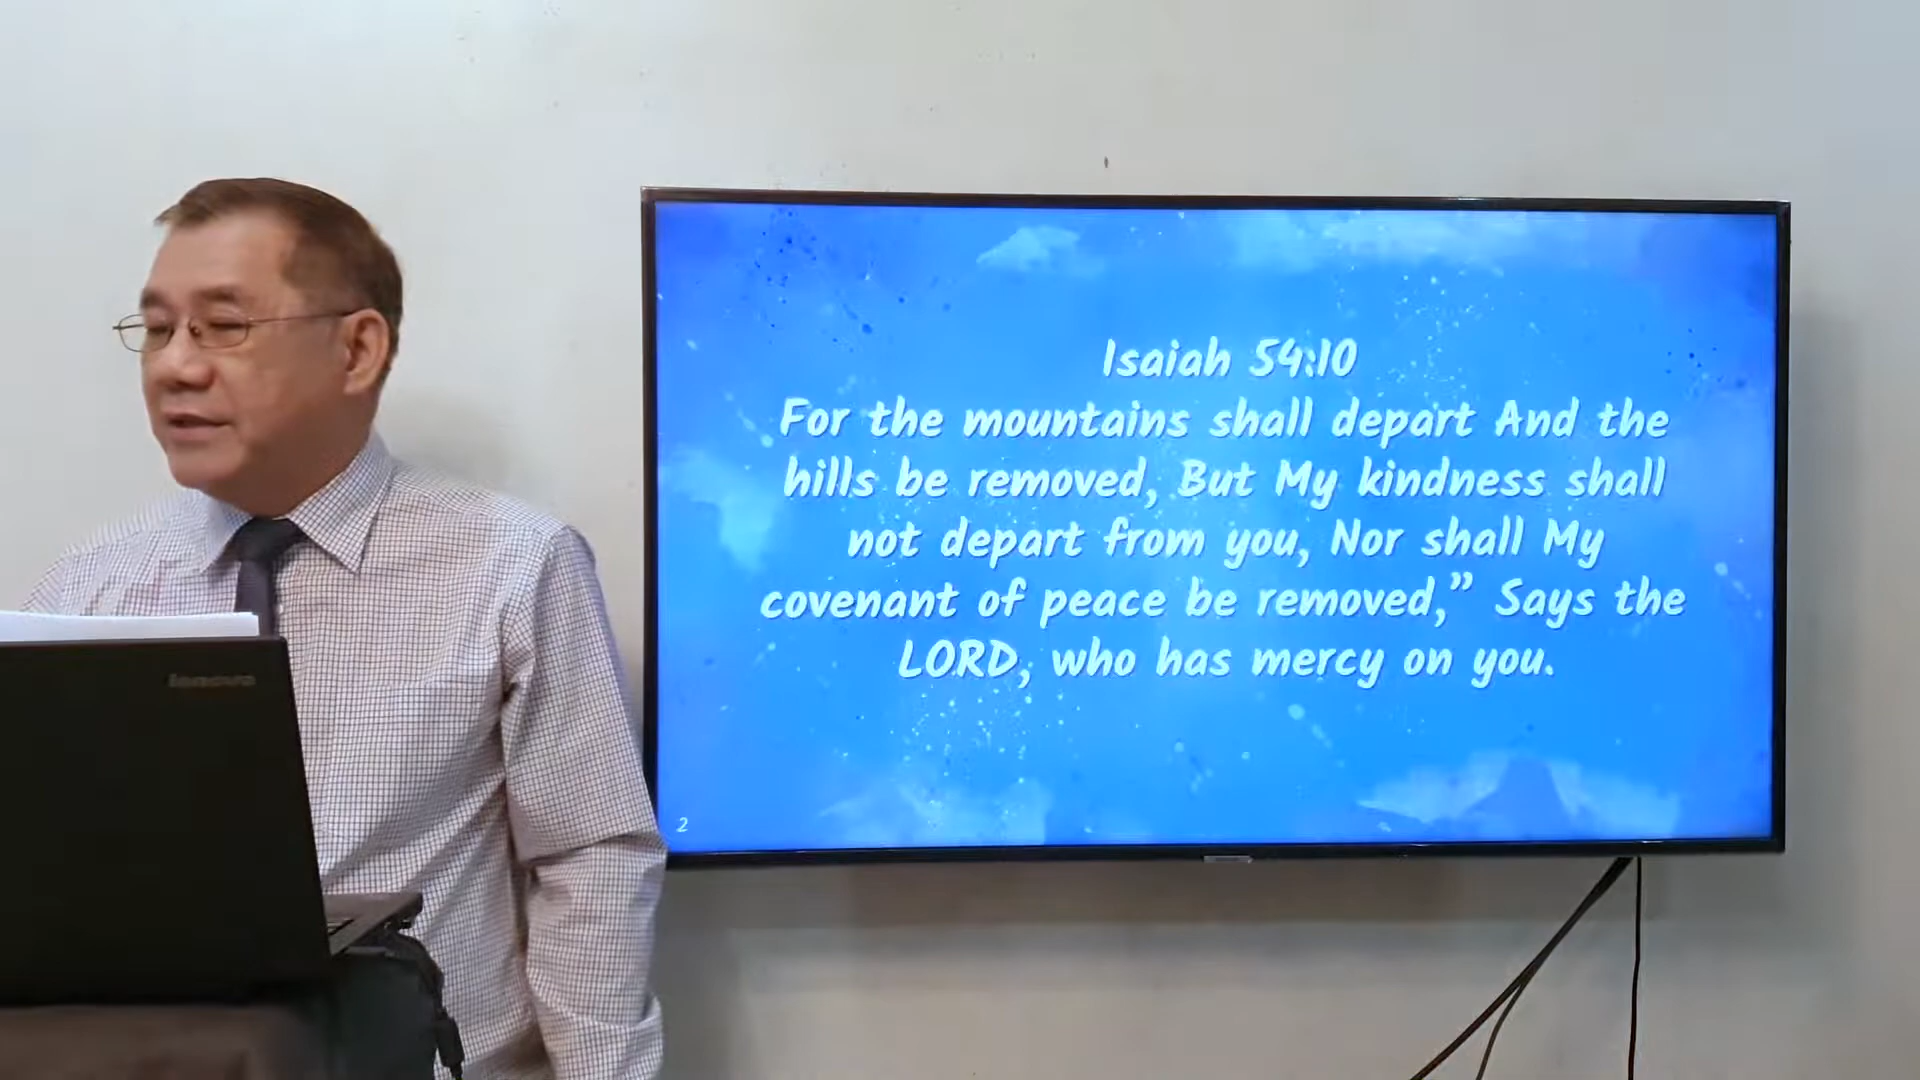 Isaiah 54:10
For the mountains shall depart And the
hills be removed, But My kindness shall
not depart from you, Nor shall My
covenant of peace be removed,” Says the
LORD, who has mercy on you.
2
lenovo